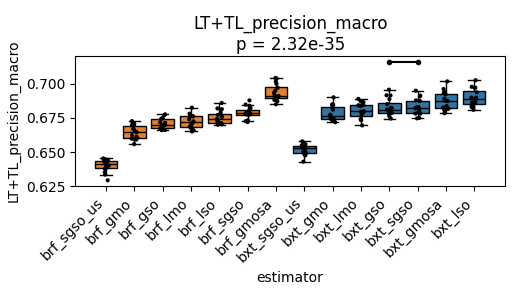 LT+TL_precision_macro
p = 2.32e-35
LT+TL_precision_macro
0.700
0.675
0.650
0.625
brf_sgso_us
brf_gmo
brf_gso
brf_lmo
brf_lso
brf_sgso
brf_gmosa
bxt_sgso_us
bxt_gmo
bxt_lmo
bxt_gso
bxt_sgso
bxt_gmosa
bxt_lso
estimator